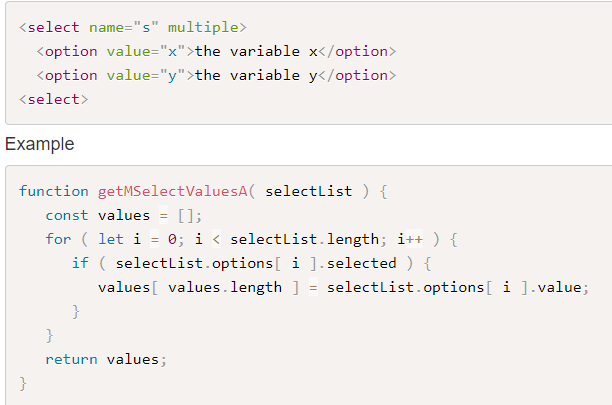 <select name="s" multiple>
<option value="x">the variable x</option>
<option value="y">the variable y</option>
<select>
Example
function getMSelectValuesA( selectList ) {
const values = [];
for ( let i = 0; i < selectList.length; i++ ) {
if ( selectList.options[ i ].selected ) {
values[ values.length ] = selectList.options[ i ].value;
}
}
return values;
}